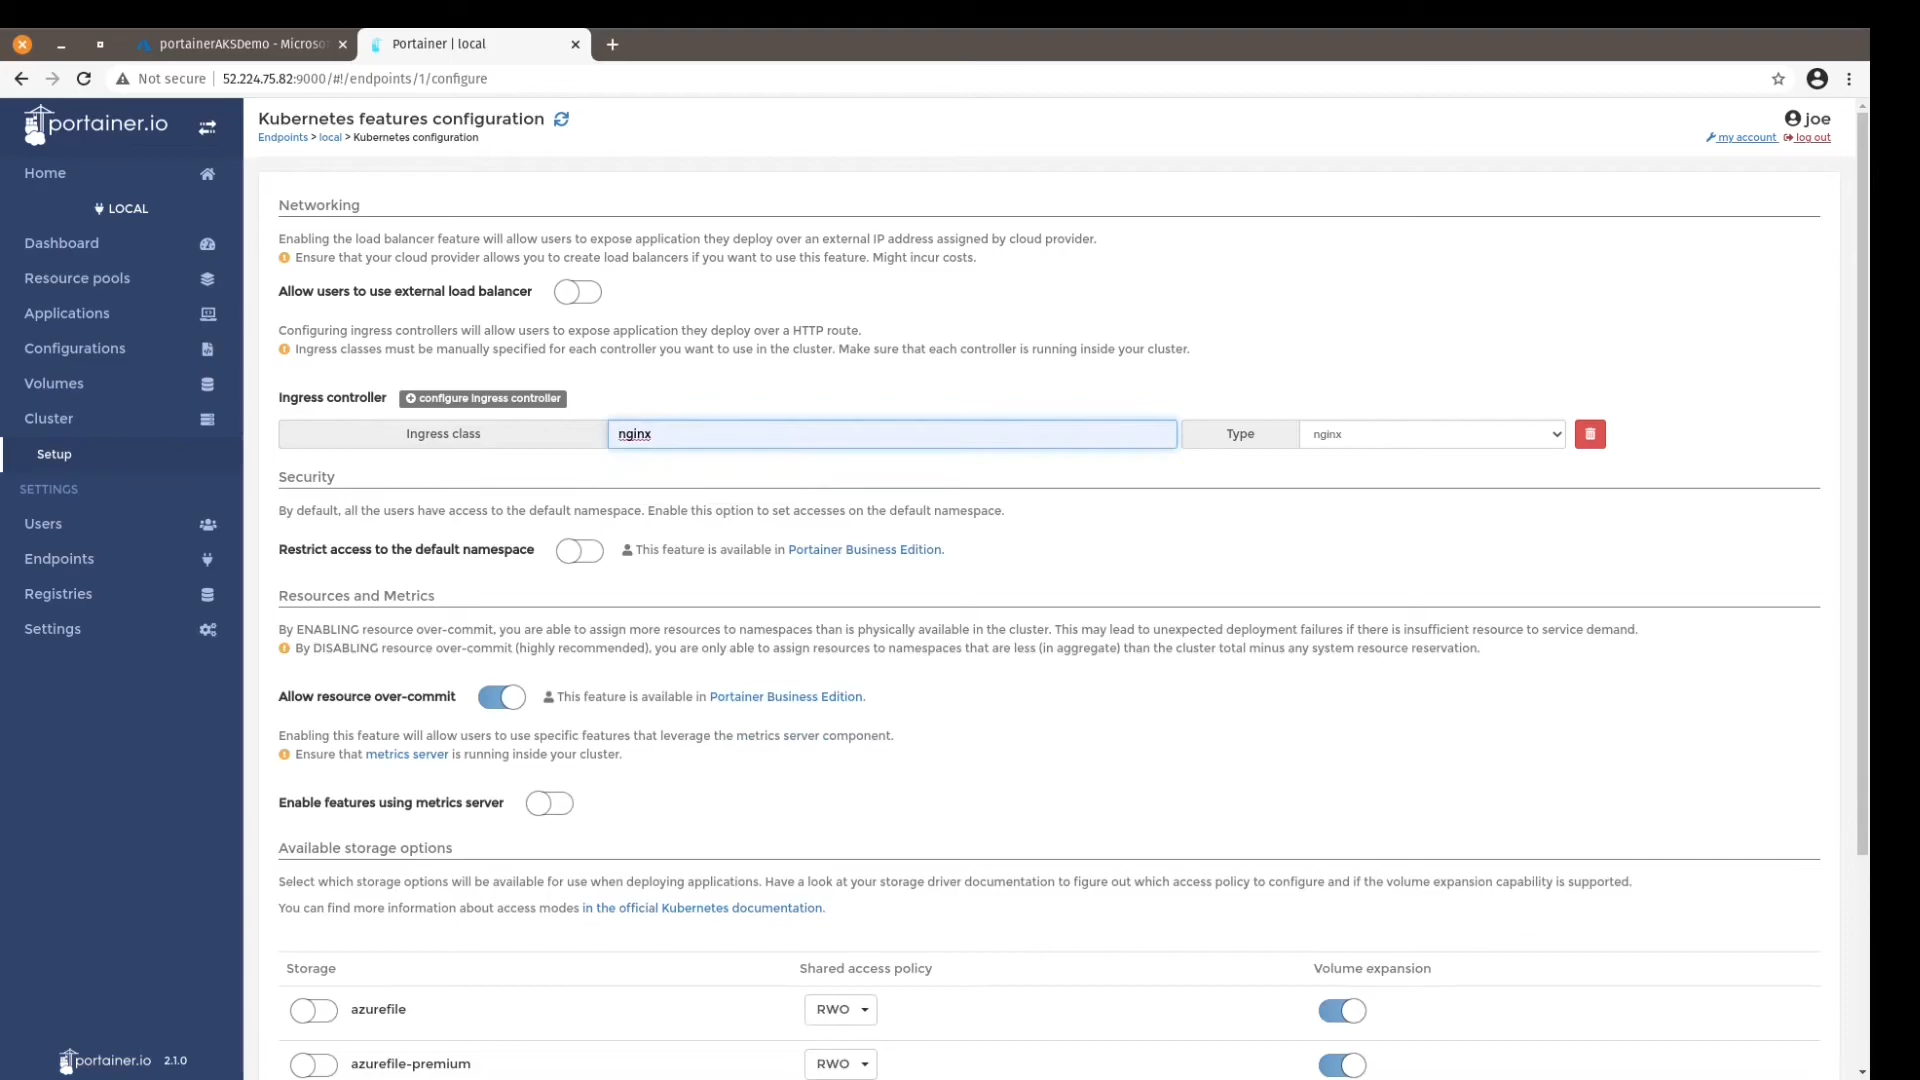 portainerAKSDemo - Microso
Portainer | local
Not secure
52.224.75.82:9000/#!/endpoints/1/configure
portainer.io
Home
LOCAL
Dashboard
Resource pools
Applications
Configurations
Volumes
Cluster
Setup
SETTINGS
Users
Endpoints
Registries
Settings
portainer.io 2.1.0
Kubernetes features configuration
Endpoints > local > Kubernetes configuration
joe
my account log out
Networking
Enabling the load balancer feature will allow users to expose application they deploy over an external IP address assigned by cloud provider.
Ensure that your cloud provider allows you to create load balancers if you want to use this feature. Might incur costs.
Allow users to use external load balancer
Configuring ingress controllers will allow users to expose application they deploy over a HTTP route.
Ingress classes must be manually specified for each controller you want to use in the cluster. Make sure that each controller is running inside your cluster.
Ingress controller configure ingress controller
Ingress class nginx Type nginx
Security
By default, all the users have access to the default namespace. Enable this option to set accesses on the default namespace.
Restrict access to the default namespace This feature is available in Portainer Business Edition.
Resources and Metrics
By ENABLING resource over-commit, you are able to assign more resources to namespaces than is physically available in the cluster. This may lead to unexpected deployment failures if there is insufficient resource to service demand.
By DISABLING resource over-commit (highly recommended), you are only able to assign resources to namespaces that are less (in aggregate) than the cluster total minus any system resource reservation.
Allow resource over-commit This feature is available in Portainer Business Edition.
Enabling this feature will allow users to use specific features that leverage the metrics server component.
Ensure that metrics server is running inside your cluster.
Enable features using metrics server
Available storage options
Select which storage options will be available for use when deploying applications. Have a look at your storage driver documentation to figure out which access policy to configure and if the volume expansion capability is supported.
You can find more information about access modes in the official Kubernetes documentation.
Storage Shared access policy Volume expansion
azurefile RWO
azurefile-premium RWO